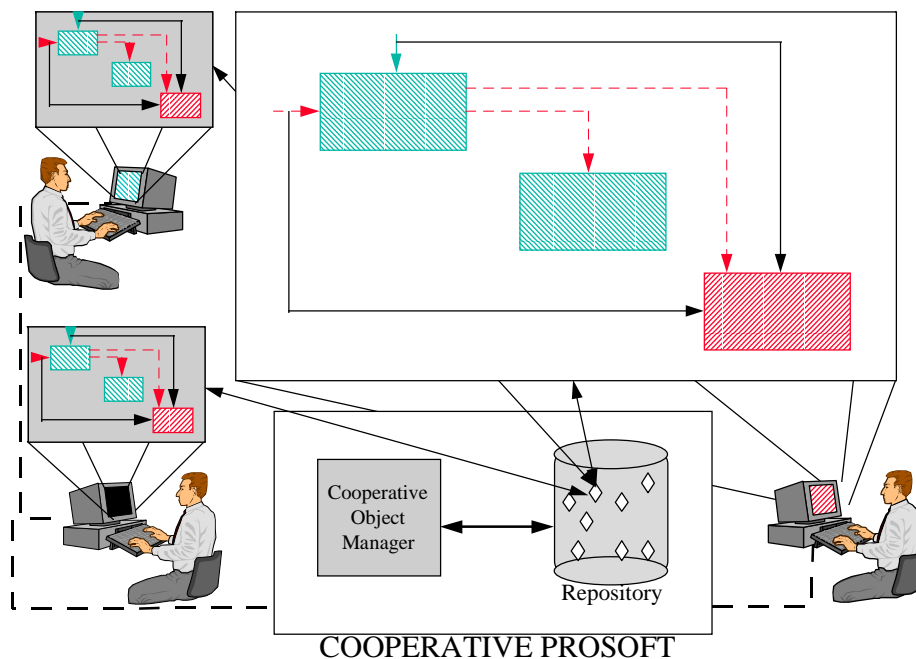 Cooperative
Object
Manager
Repository
COOPERATIVE PROSOFT